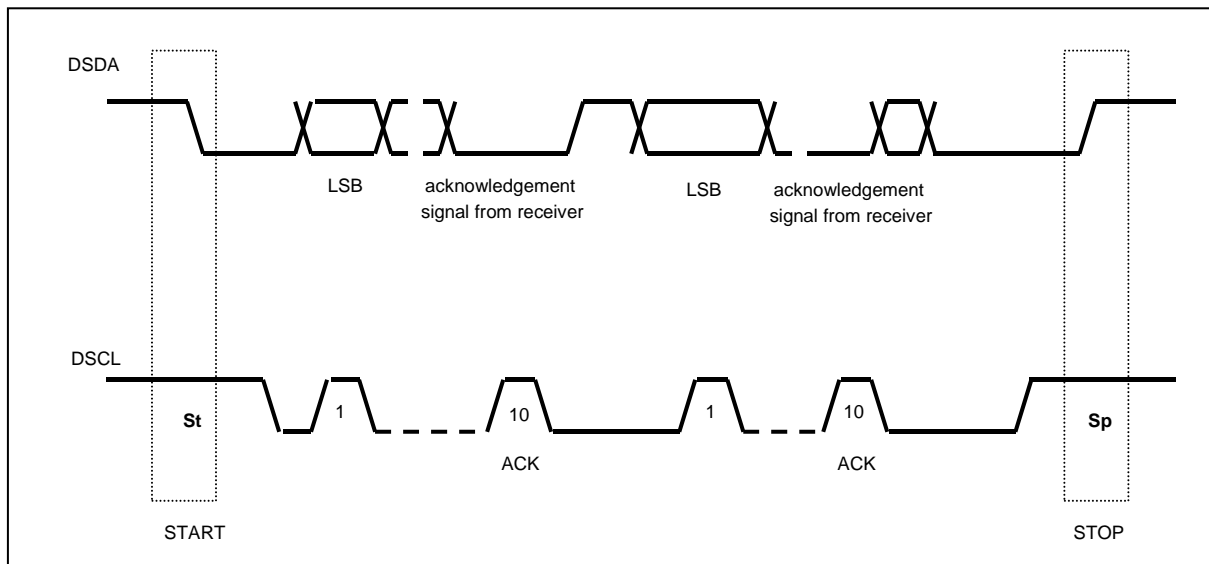 DSDA
LSB
acknowledgement
signal from receiver
LSB
acknowledgement
signal from receiver
DSCL
St
1
10
1
10
Sp
ACK
ACK
START
STOP